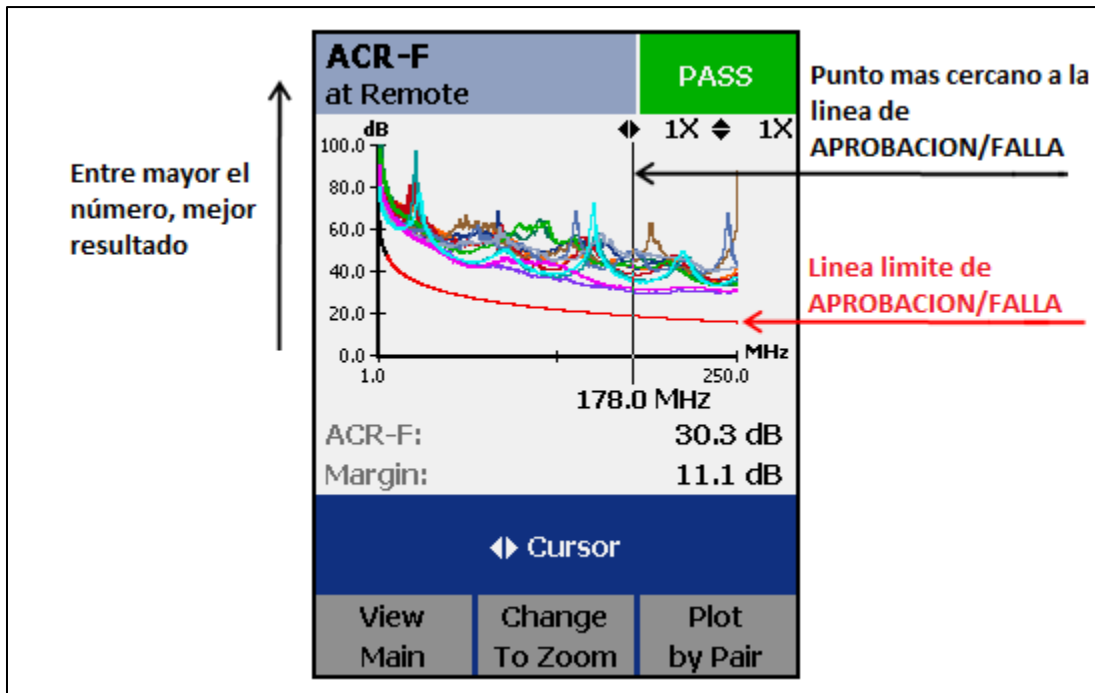 ACR-F
at Remote
PASS
dB
1X
1X
100.0
80.0
60.0
40.0
20.0
0.0
MHz
1.0
250.0
178.0 MHz
ACR-F:
30.3 dB
Margin:
11.1 dB
Cursor
View
Main
Change
To Zoom
Plot
by Pair
Entre mayor el
número, mejor
resultado
Punto mas cercano a la
linea de
APROBACION/FALLA
Linea limite de
APROBACION/FALLA